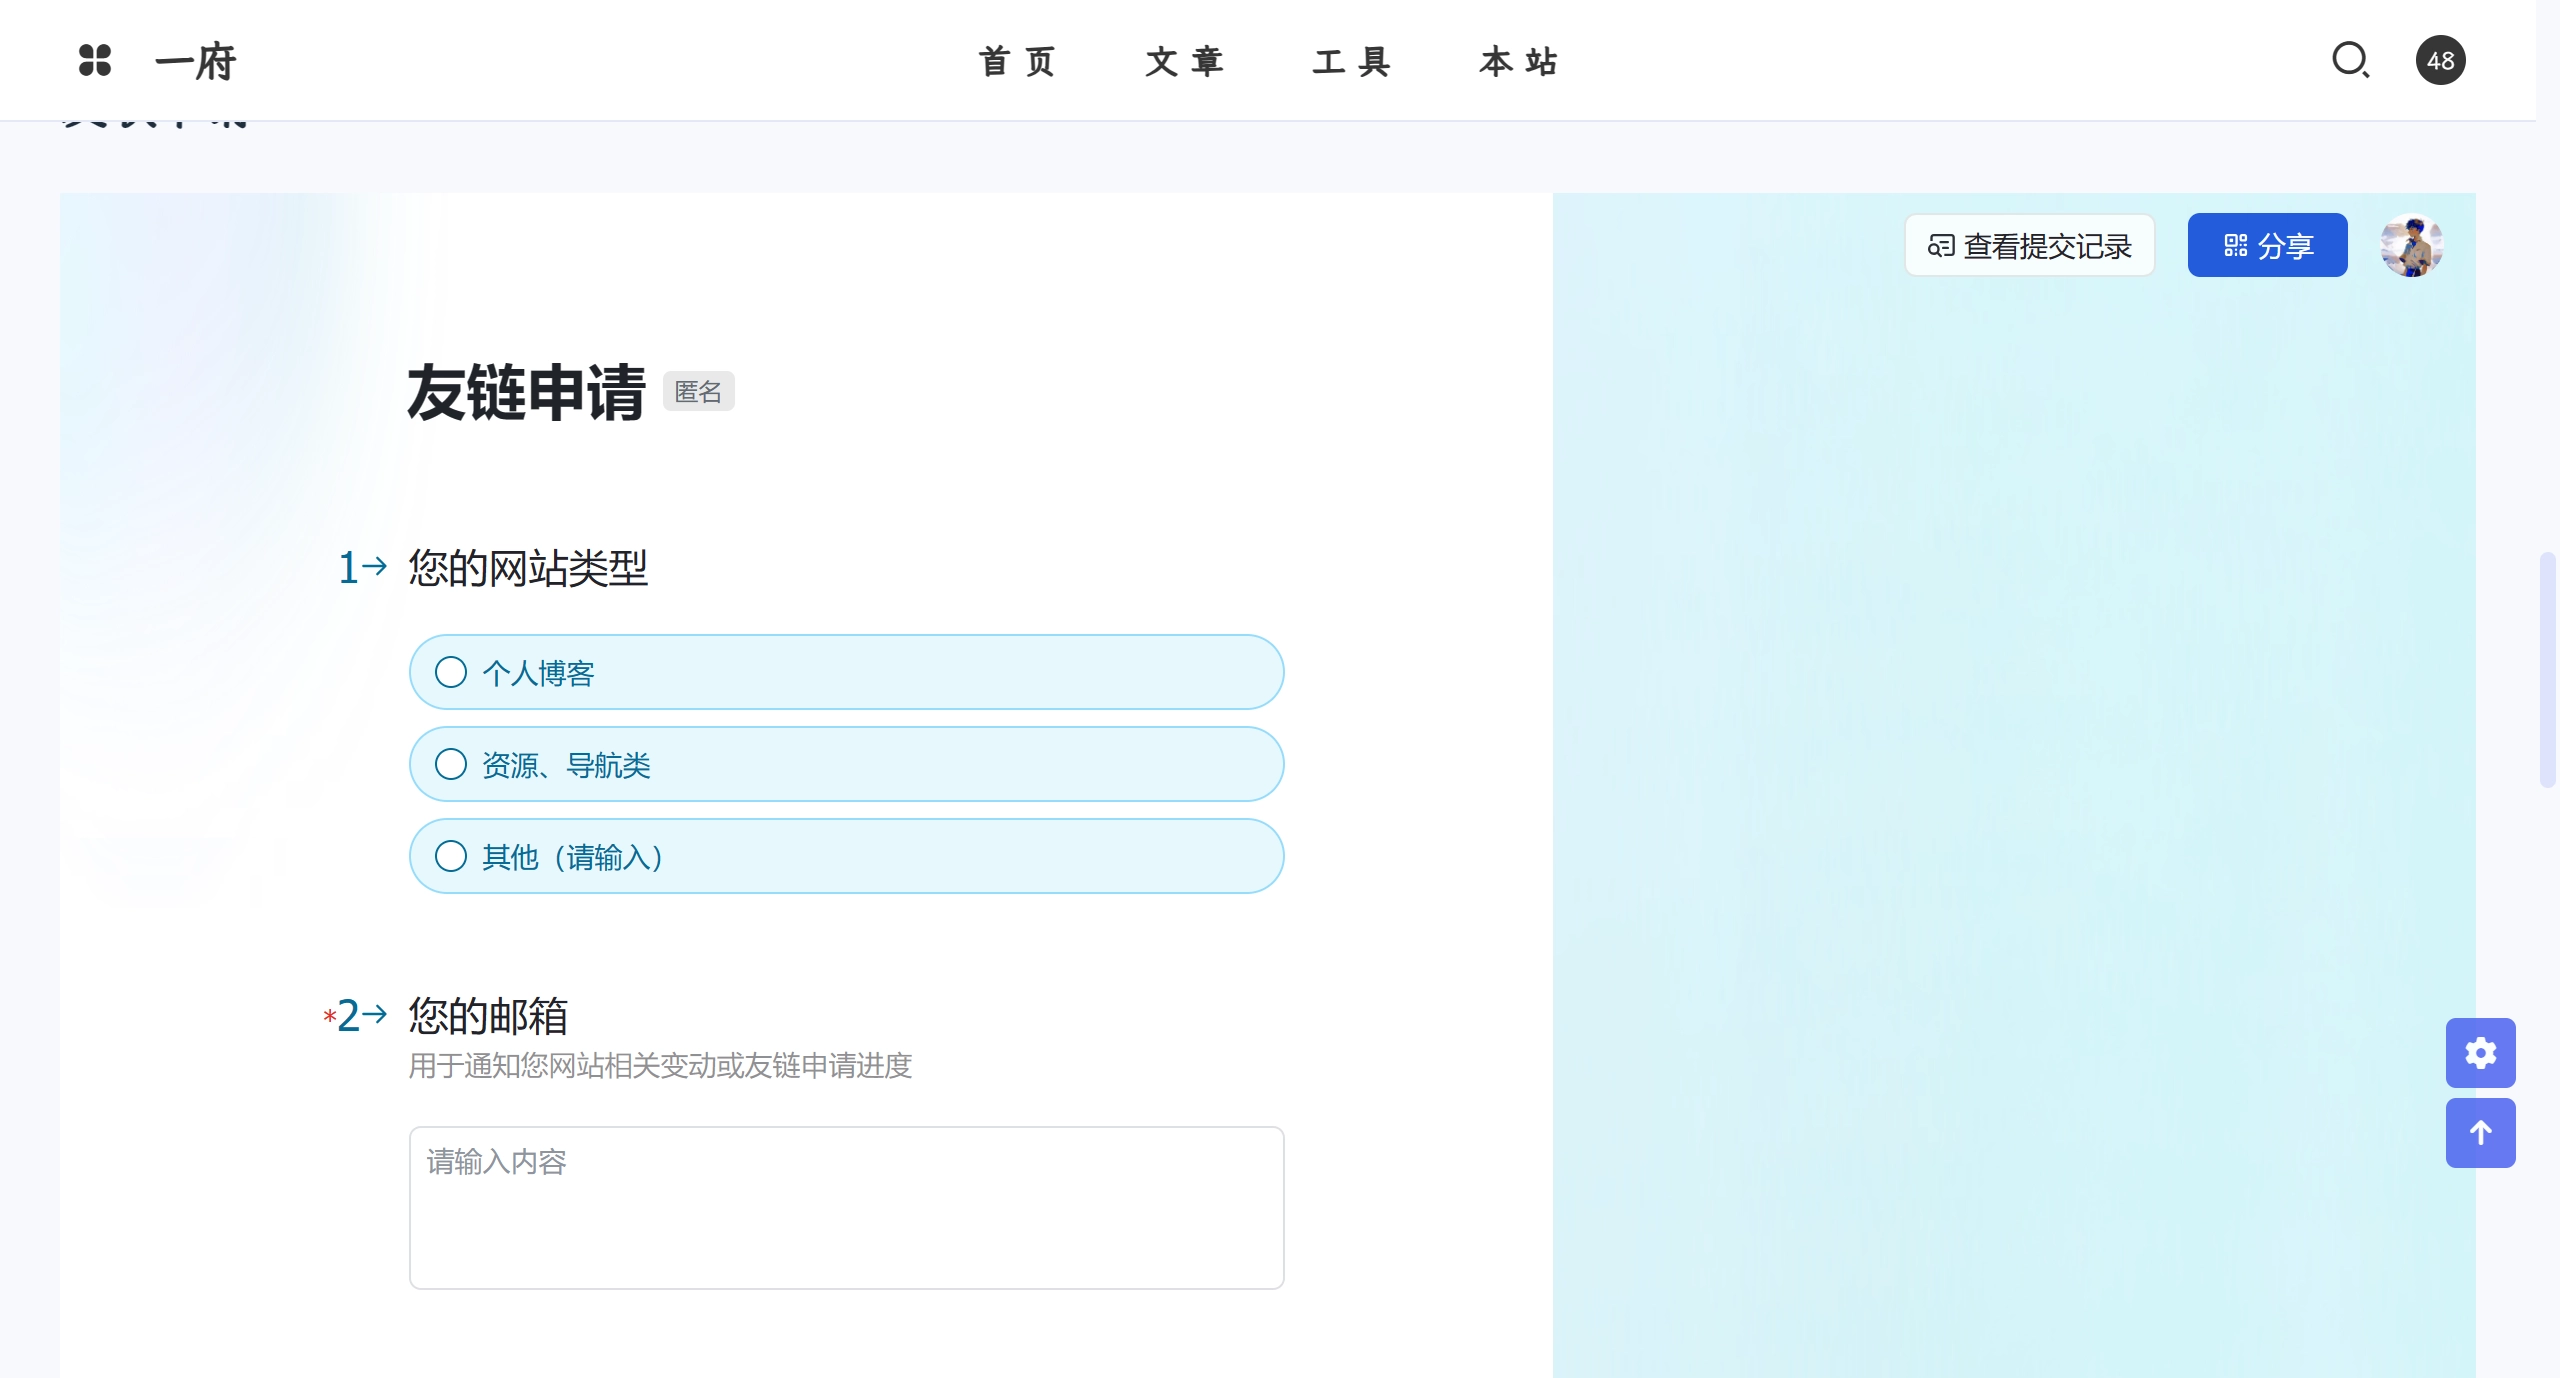 一府
首页
文章
工具
本站
48
查看提交记录
分享
友链申请
匿名
1→ 您的网站类型
个人博客
资源、导航类
其他（请输入）
*2→ 您的邮箱
用于通知您网站相关变动或友链申请进度
请输入内容